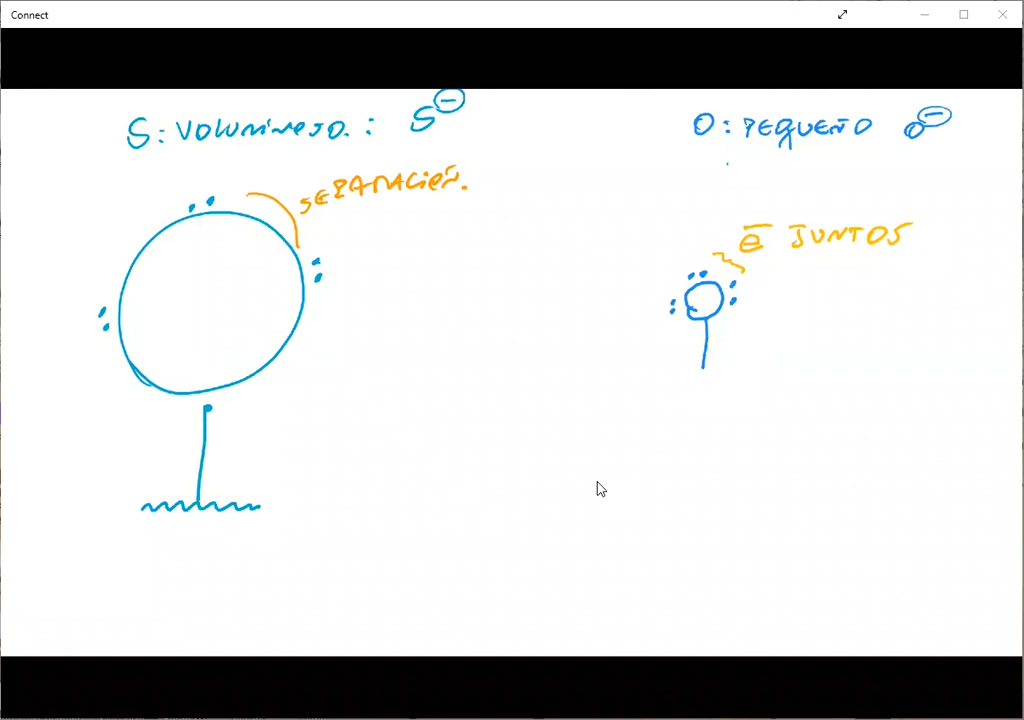 Connect
S: VOLUMINOSO. : S⊖
O: PEQUEÑO O⊖
SEPARACIÓN.
e⁻ JUNTOS